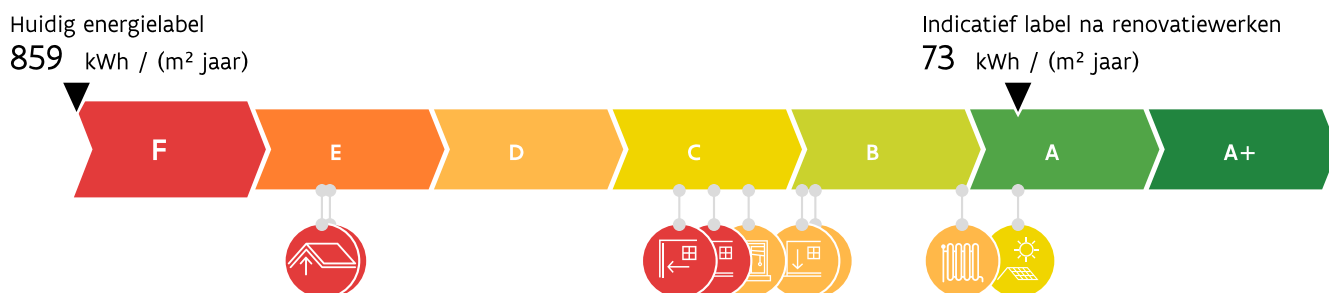 Huidig energielabel
859 kWh / (m² jaar)
Indicatief label na renovatiewerken
73 kWh / (m² jaar)
F E D C B A A+